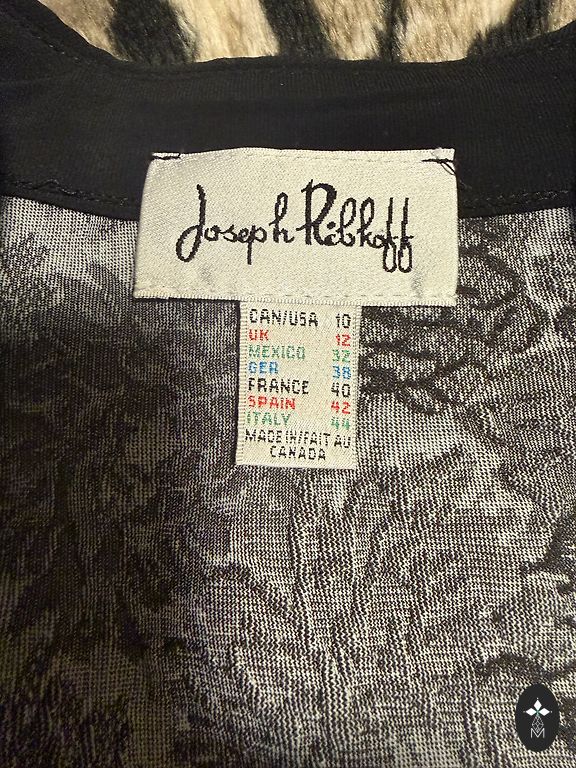 Joseph Ribkoff
CAN/USA 10
UK 12
MEXICO 32
GER 38
FRANCE 40
SPAIN 42
ITALY 44
MADE IN/FAIT AU
CANADA
M